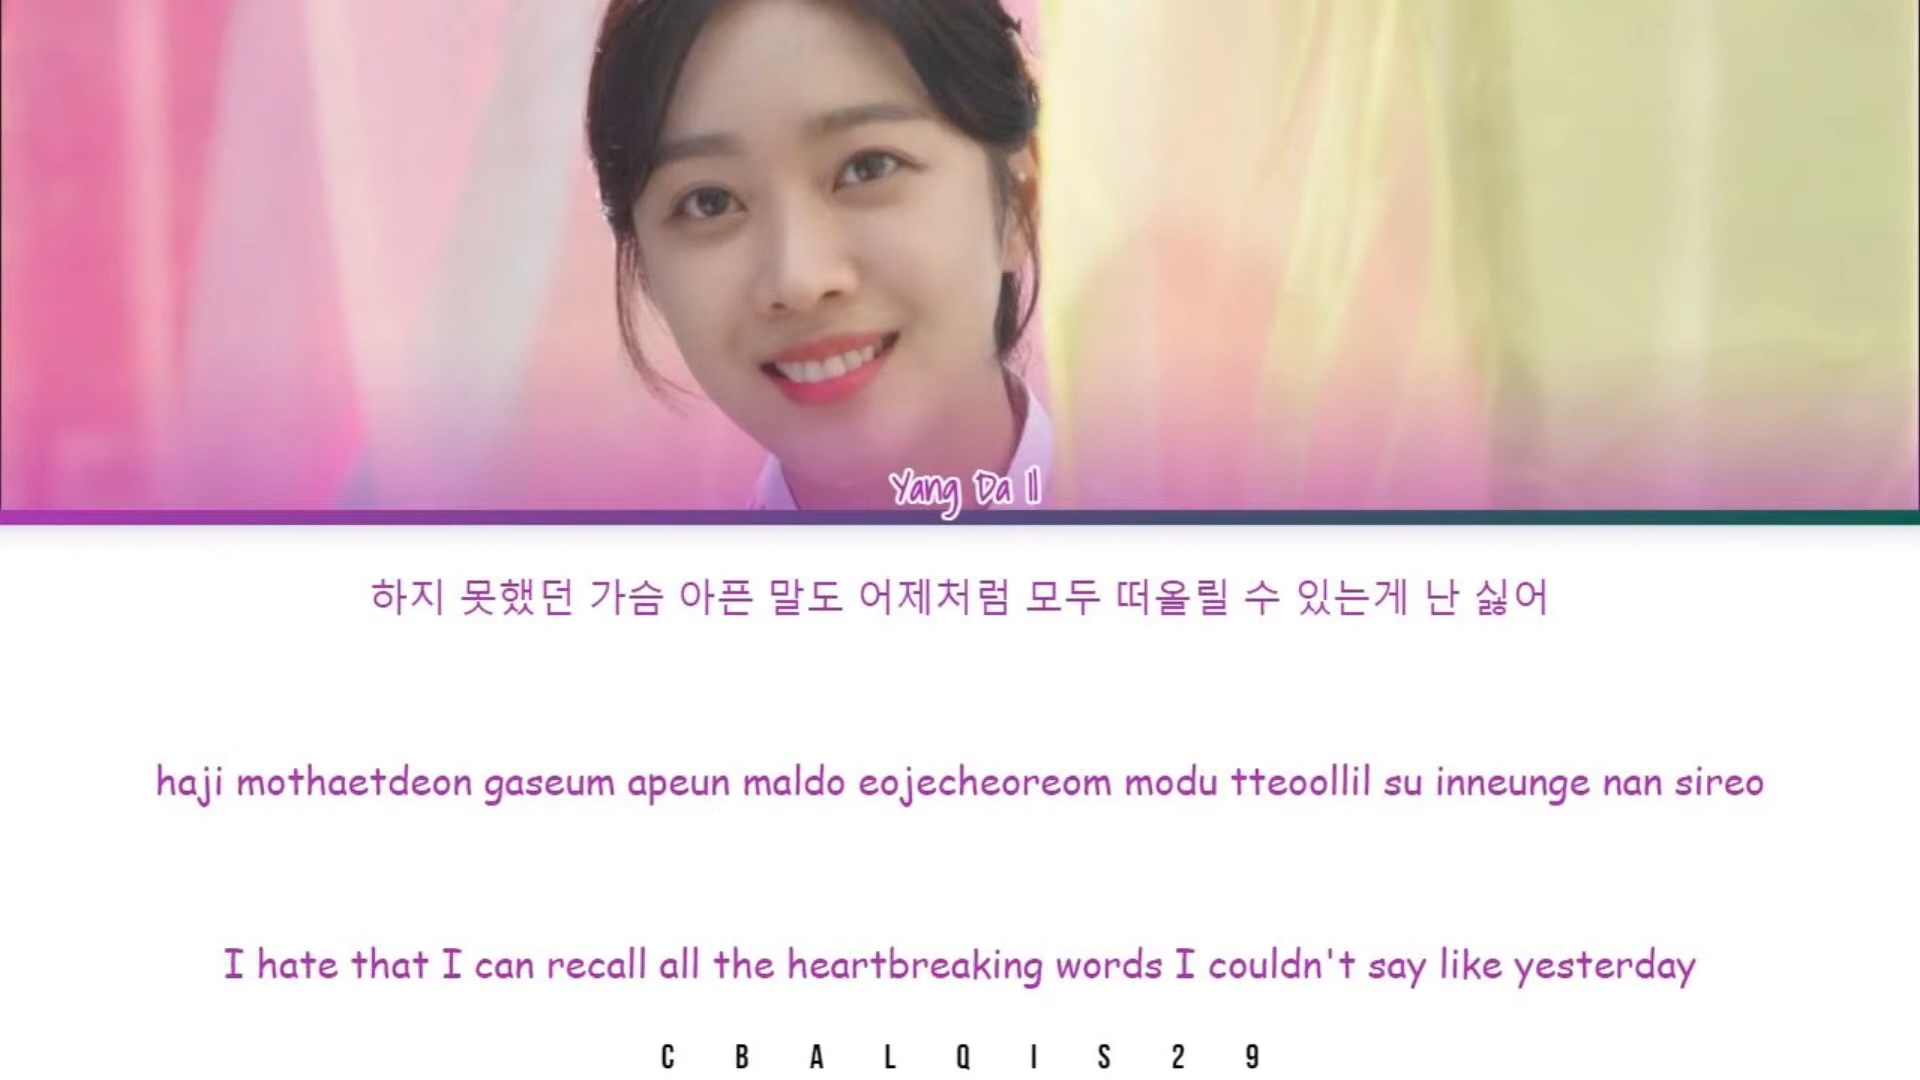 Yang Da Il
하지 못했던 가슴 아픈 말도 어제처럼 모두 떠올릴 수 있는게 난 싫어
haji mothaetdeon gaseum apeun maldo eojecheoreom modu tteoollil su inneunge nan sireo
I hate that I can recall all the heartbreaking words I couldn't say like yesterday
CBALQIS29